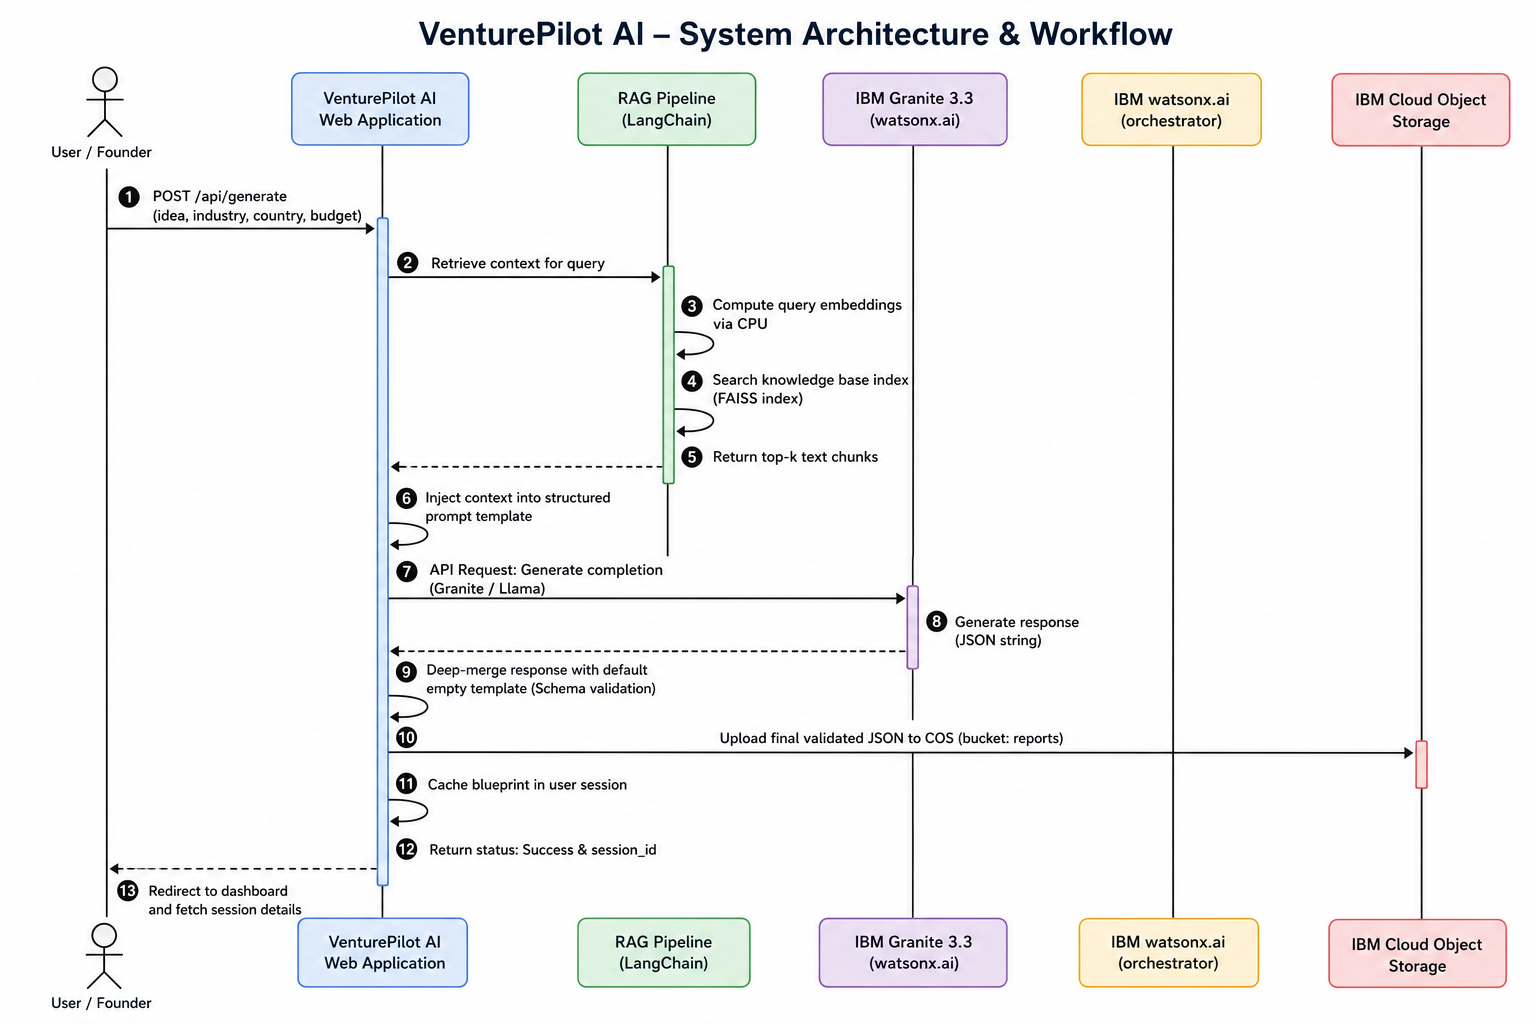 VenturePilot AI – System Architecture & Workflow
User / Founder
VenturePilot AI
Web Application
RAG Pipeline
(LangChain)
IBM Granite 3.3
(watsonx.ai)
IBM watsonx.ai
(orchestrator)
IBM Cloud Object
Storage
1 POST /api/generate
(idea, industry, country, budget)
2 Retrieve context for query
3 Compute query embeddings
via CPU
4 Search knowledge base index
(FAISS index)
5 Return top-k text chunks
6 Inject context into structured
prompt template
7 API Request: Generate completion
(Granite / Llama)
8 Generate response
(JSON string)
9 Deep-merge response with default
empty template (Schema validation)
10 Upload final validated JSON to COS (bucket: reports)
11 Cache blueprint in user session
12 Return status: Success & session_id
13 Redirect to dashboard
and fetch session details
User / Founder
VenturePilot AI
Web Application
RAG Pipeline
(LangChain)
IBM Granite 3.3
(watsonx.ai)
IBM watsonx.ai
(orchestrator)
IBM Cloud Object
Storage